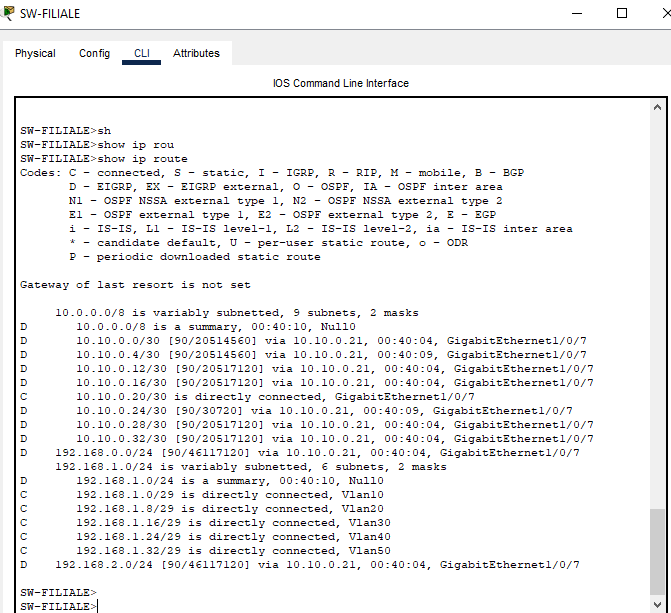 SW-FILIALE
Physical Config CLI Attributes
IOS Command Line Interface
SW-FILIALE>sh
SW-FILIALE>show ip rou
SW-FILIALE>show ip route
Codes: C - connected, S - static, I - IGRP, R - RIP, M - mobile, B - BGP
       D - EIGRP, EX - EIGRP external, O - OSPF, IA - OSPF inter area
       N1 - OSPF NSSA external type 1, N2 - OSPF NSSA external type 2
       E1 - OSPF external type 1, E2 - OSPF external type 2, E - EGP
       i - IS-IS, L1 - IS-IS level-1, L2 - IS-IS level-2, ia - IS-IS inter area
       * - candidate default, U - per-user static route, o - ODR
       P - periodic downloaded static route
Gateway of last resort is not set
     10.0.0.0/8 is variably subnetted, 9 subnets, 2 masks
D       10.0.0.0/8 is a summary, 00:40:10, Null0
D       10.10.0.0/30 [90/20514560] via 10.10.0.21, 00:40:04, GigabitEthernet1/0/7
D       10.10.0.4/30 [90/20514560] via 10.10.0.21, 00:40:09, GigabitEthernet1/0/7
D       10.10.0.12/30 [90/20517120] via 10.10.0.21, 00:40:04, GigabitEthernet1/0/7
D       10.10.0.16/30 [90/20517120] via 10.10.0.21, 00:40:04, GigabitEthernet1/0/7
C       10.10.0.20/30 is directly connected, GigabitEthernet1/0/7
D       10.10.0.24/30 [90/30720] via 10.10.0.21, 00:40:09, GigabitEthernet1/0/7
D       10.10.0.28/30 [90/20517120] via 10.10.0.21, 00:40:04, GigabitEthernet1/0/7
D       10.10.0.32/30 [90/20517120] via 10.10.0.21, 00:40:04, GigabitEthernet1/0/7
D    192.168.0.0/24 [90/46117120] via 10.10.0.21, 00:40:04, GigabitEthernet1/0/7
     192.168.1.0/24 is variably subnetted, 6 subnets, 2 masks
D       192.168.1.0/24 is a summary, 00:40:10, Null0
C       192.168.1.0/29 is directly connected, Vlan10
C       192.168.1.8/29 is directly connected, Vlan20
C       192.168.1.16/29 is directly connected, Vlan30
C       192.168.1.24/29 is directly connected, Vlan40
C       192.168.1.32/29 is directly connected, Vlan50
D    192.168.2.0/24 [90/46117120] via 10.10.0.21, 00:40:04, GigabitEthernet1/0/7
SW-FILIALE>
SW-FILIALE>